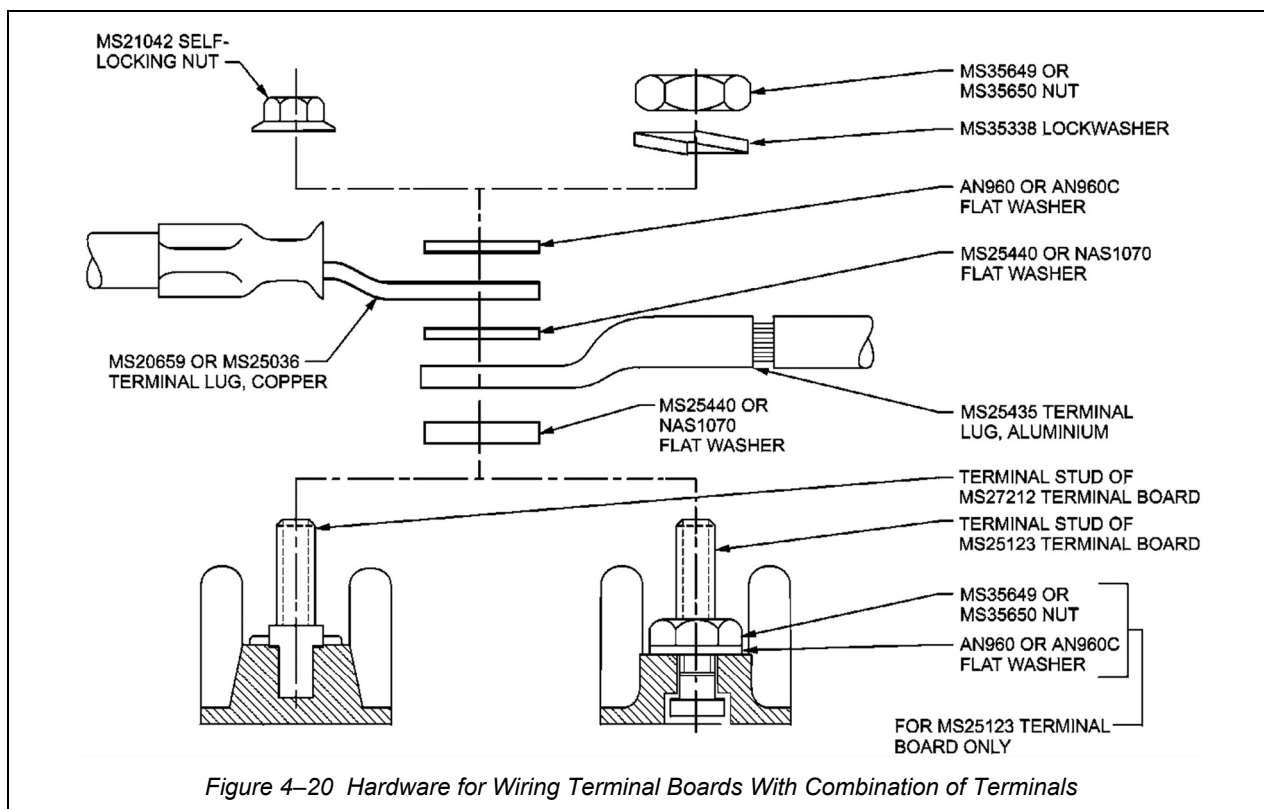 MS21042 SELF-
LOCKING NUT
MS35649 OR
MS35650 NUT
MS35338 LOCKWASHER
AN960 OR AN960C
FLAT WASHER
MS25440 OR NAS1070
FLAT WASHER
MS20659 OR MS25036
TERMINAL LUG, COPPER
MS25440 OR
NAS1070
FLAT WASHER
MS25435 TERMINAL
LUG, ALUMINIUM
TERMINAL STUD OF
MS27212 TERMINAL BOARD
TERMINAL STUD OF
MS25123 TERMINAL BOARD
MS35649 OR
MS35650 NUT
AN960 OR AN960C
FLAT WASHER
FOR MS25123 TERMINAL
BOARD ONLY
Figure 4–20 Hardware for Wiring Terminal Boards With Combination of Terminals